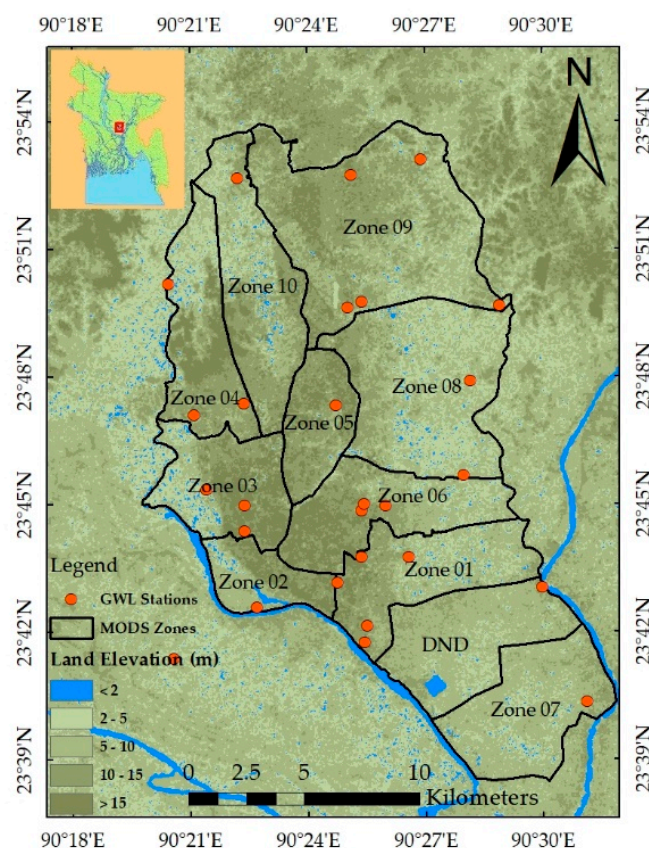 90°18'E 90°21'E 90°24'E 90°27'E 90°30'E
23°54'N 23°54'N
N
Zone 09
23°51'N 23°51'N
Zone 10
23°48'N 23°48'N
Zone 08
Zone 04
Zone 05
Zone 03
Zone 06
23°45'N 23°45'N
Legend
GWL Stations
MODS Zones
Land Elevation (m)
< 2
2 - 5
5 - 10
10 - 15
> 15
Zone 02
Zone 01
23°42'N 23°42'N
DND
Zone 07
23°39'N 23°39'N
0 2.5 5 10
Kilometers
90°18'E 90°21'E 90°24'E 90°27'E 90°30'E